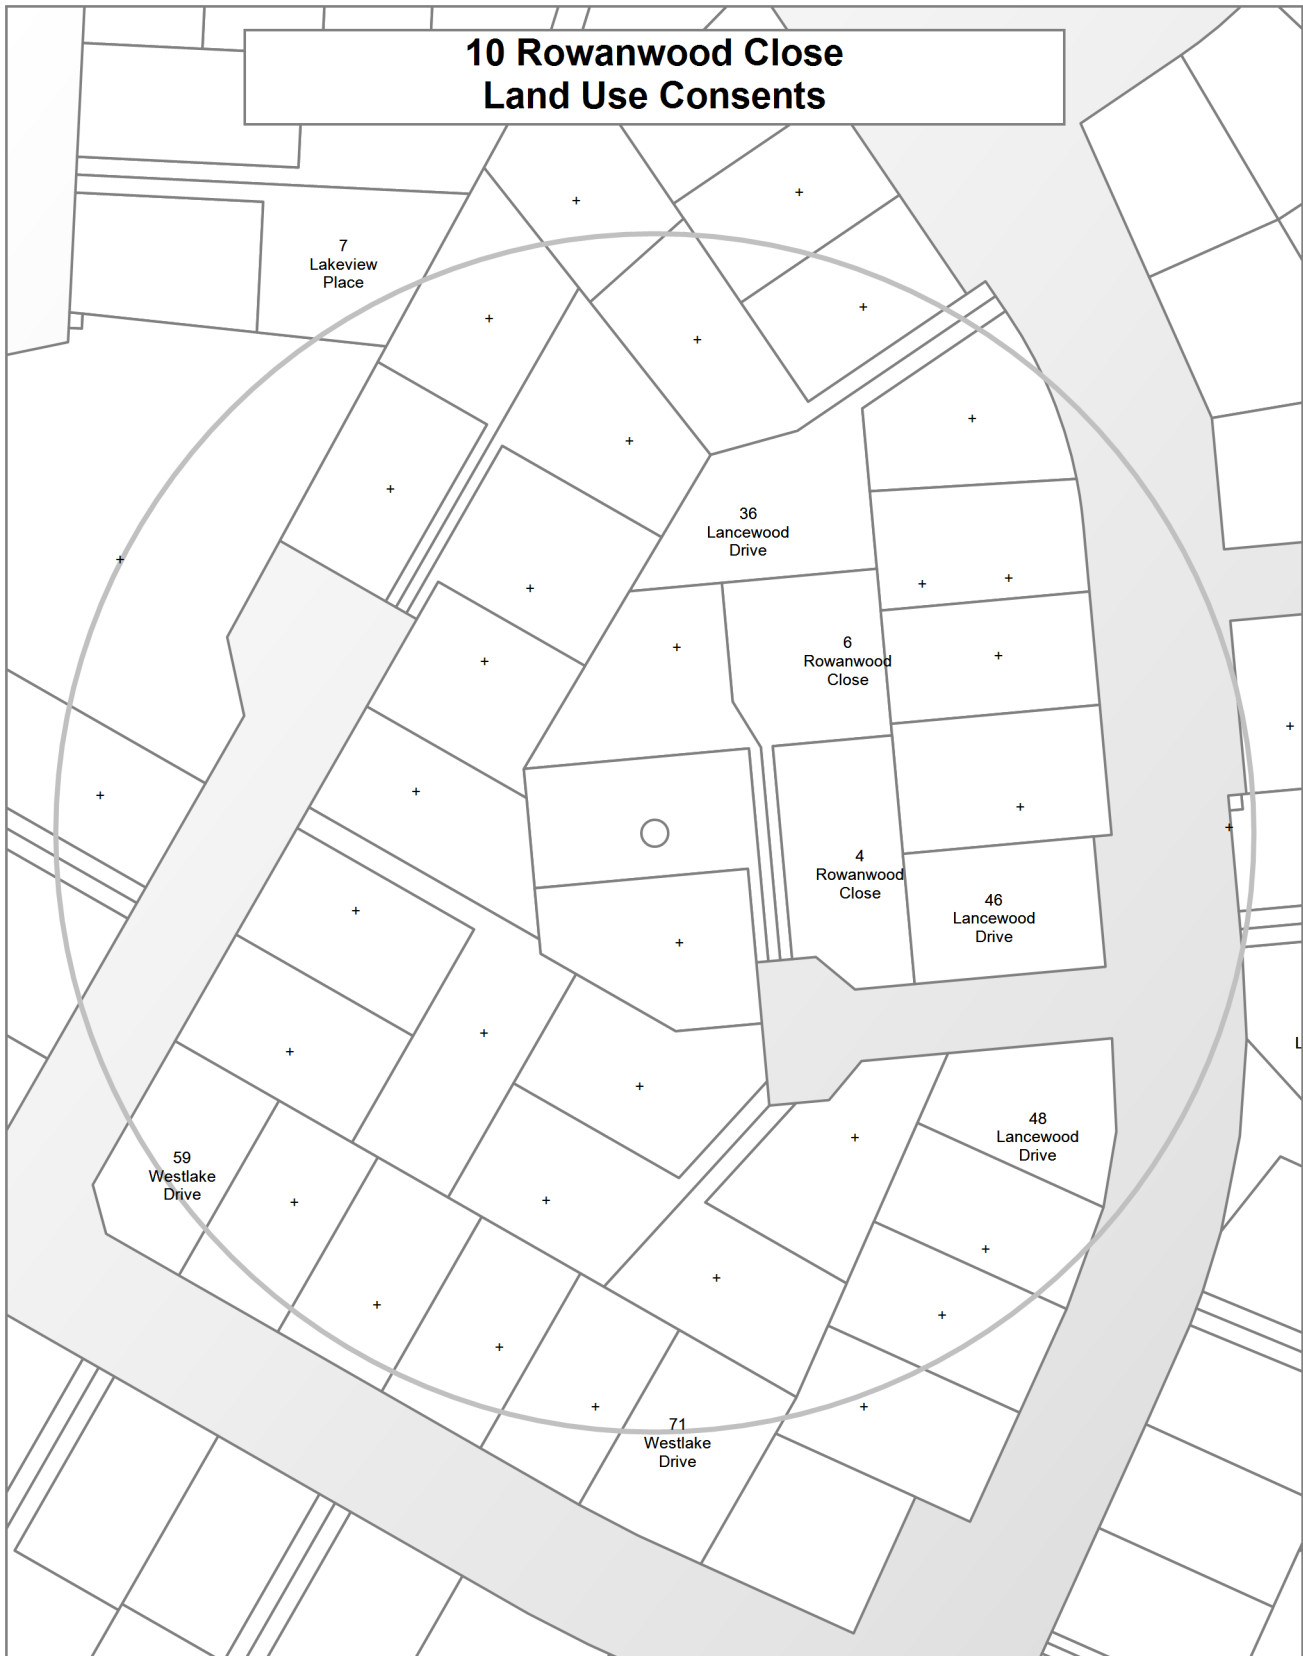 10 Rowanwood Close
Land Use Consents
7
Lakeview
Place
36
Lancewood
Drive
6
Rowanwood
Close
4
Rowanwood
Close
46
Lancewood
Drive
L
48
Lancewood
Drive
59
Westlake
Drive
71
Westlake
Drive